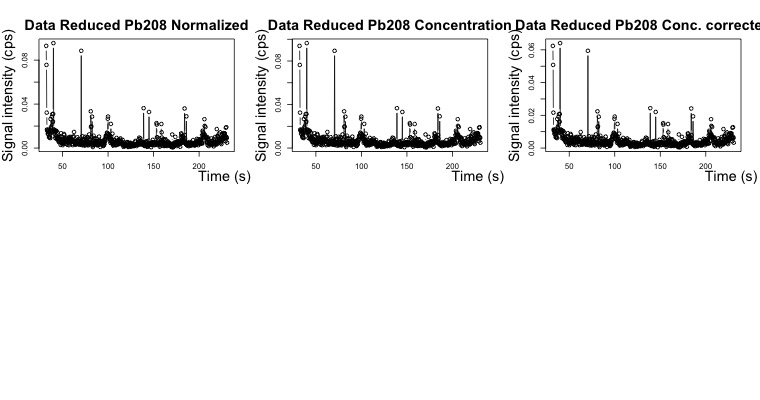 Data Reduced Pb208 Normalized
Signal intensity (cps)
0.00 0.04 0.08
50 100 150 200
Time (s)
Data Reduced Pb208 Concentration
Signal intensity (cps)
0.00 0.04 0.08
50 100 150 200
Time (s)
Data Reduced Pb208 Conc. correcte
Signal intensity (cps)
0.00 0.02 0.04 0.06
50 100 150 200
Time (s)